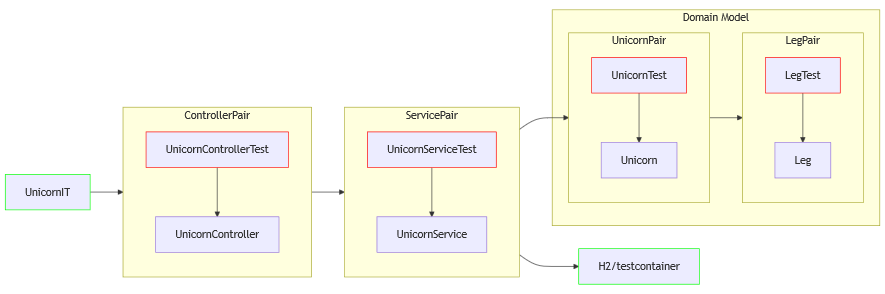 Domain Model
UnicornPair
LegPair
UnicornTest
LegTest
ControllerPair
ServicePair
UnicornControllerTest
UnicornServiceTest
Unicorn
Leg
UnicornIT
UnicornController
UnicornService
H2/testcontainer